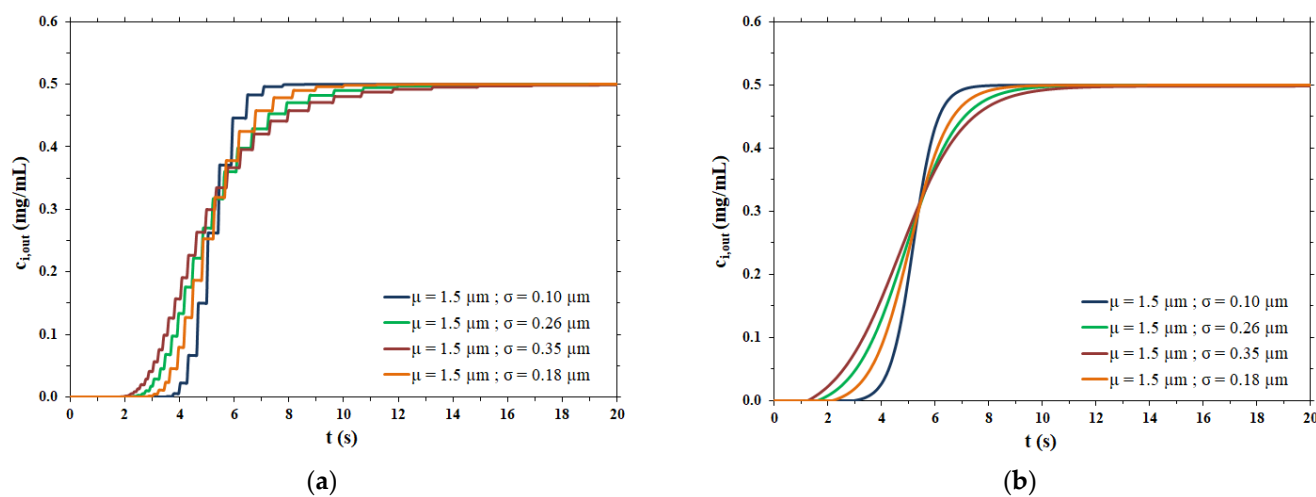 0.6
0.5
0.4
0.3
0.2
0.1
0.0
c i,out (mg/mL)
μ = 1.5 μm ; σ = 0.10 μm
μ = 1.5 μm ; σ = 0.26 μm
μ = 1.5 μm ; σ = 0.35 μm
μ = 1.5 μm ; σ = 0.18 μm
0 2 4 6 8 10 12 14 16 18 20
t (s)
(a)
0.6
0.5
0.4
0.3
0.2
0.1
0.0
c i,out (mg/mL)
μ = 1.5 μm ; σ = 0.10 μm
μ = 1.5 μm ; σ = 0.26 μm
μ = 1.5 μm ; σ = 0.35 μm
μ = 1.5 μm ; σ = 0.18 μm
0 2 4 6 8 10 12 14 16 18 20
t (s)
(b)